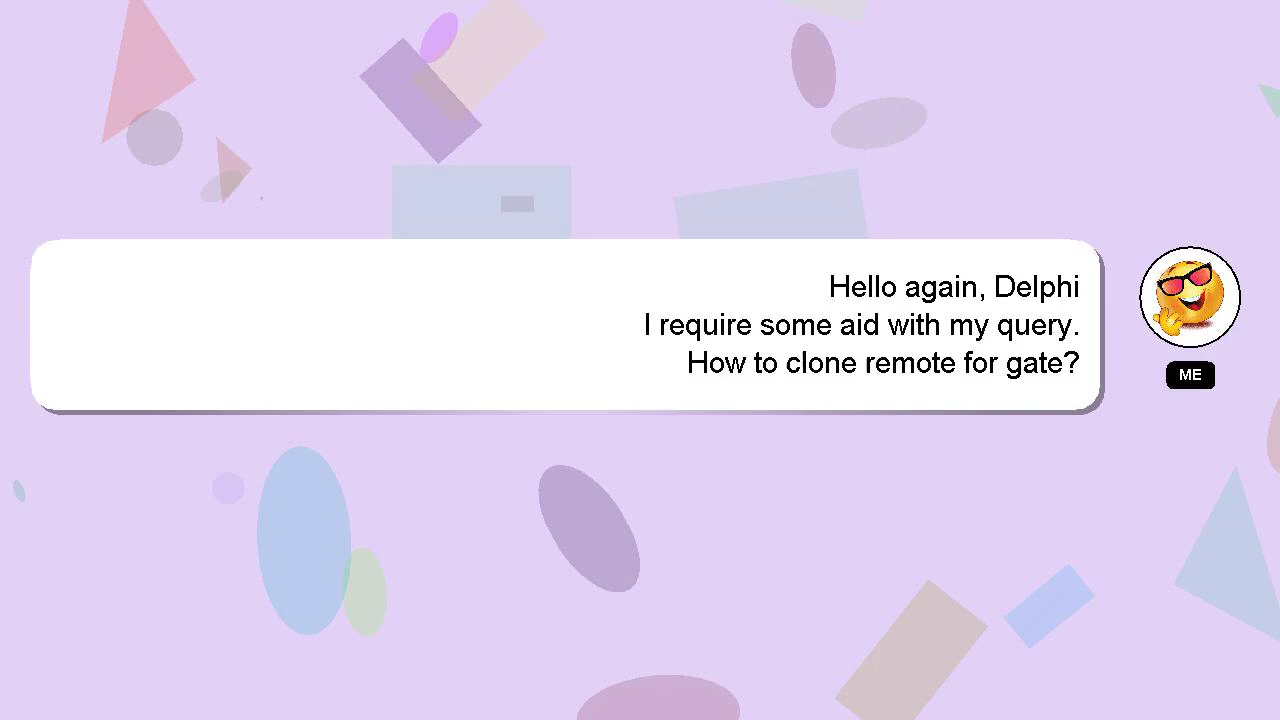 Hello again, Delphi
I require some aid with my query.
How to clone remote for gate?
ME